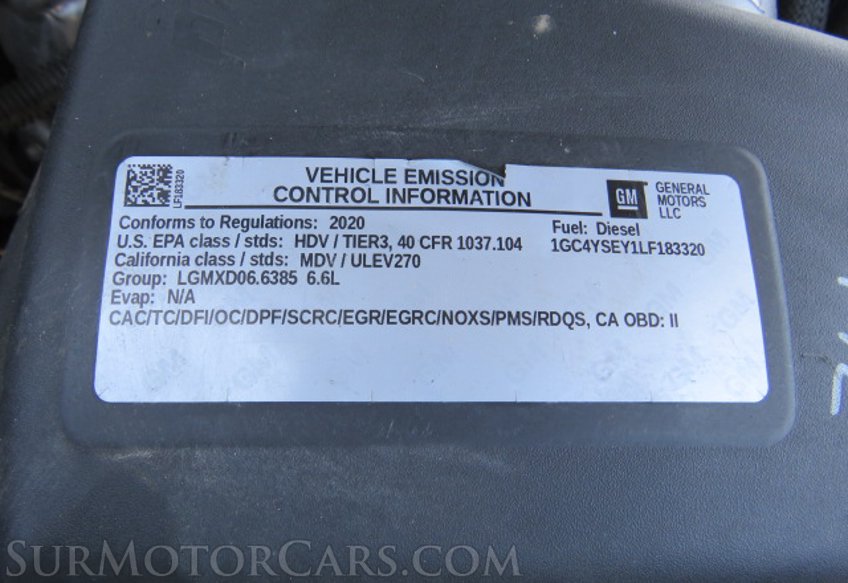 LF183320
VEHICLE EMISSION
CONTROL INFORMATION
GM
GENERAL
MOTORS
LLC
Conforms to Regulations: 2020
Fuel: Diesel
U.S. EPA class / stds: HDV / TIER3, 40 CFR 1037.104
1GC4YSEY1LF183320
California class / stds: MDV / ULEV270
Group: LGMXD06.6385 6.6L
Evap: N/A
CAC/TC/DFI/OC/DPF/SCRC/EGR/EGRC/NOXS/PMS/RDQS, CA OBD: II
SURMOTORCARS.COM